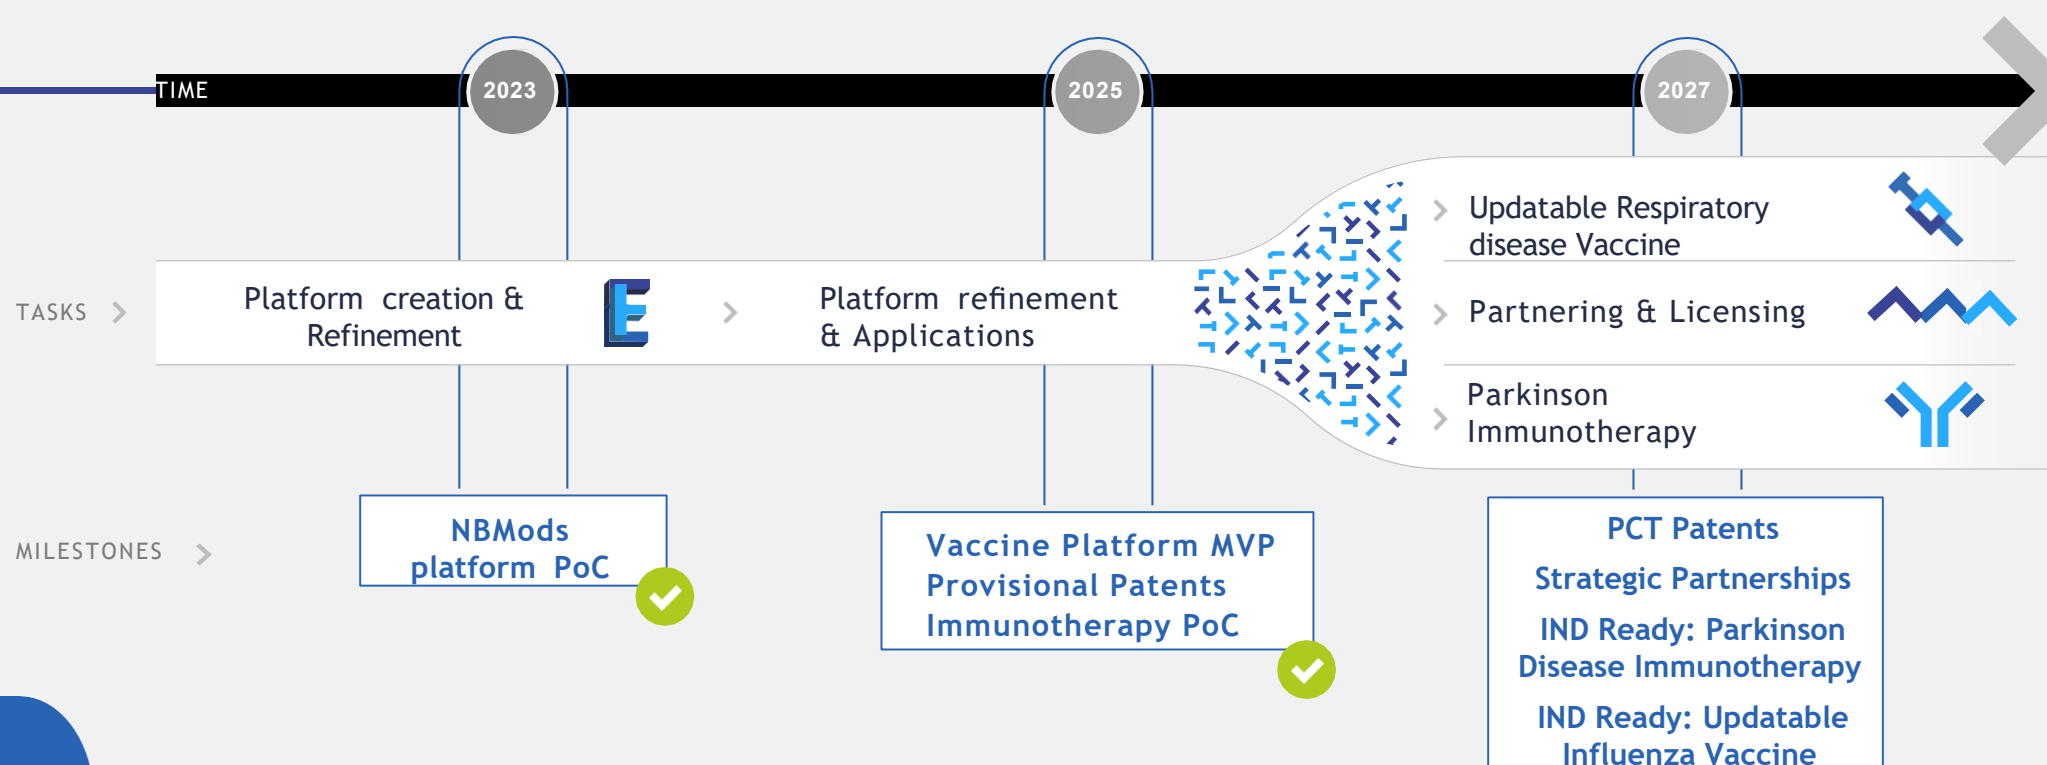 TIME
2023
2025
2027
TASKS
Platform creation &
Refinement
Platform refinement
& Applications
Updatable Respiratory
disease Vaccine
Partnering & Licensing
Parkinson
Immunotherapy
MILESTONES
NBMods
platform PoC
Vaccine Platform MVP
Provisional Patents
Immunotherapy PoC
PCT Patents
Strategic Partnerships
IND Ready: Parkinson
Disease Immunotherapy
IND Ready: Updatable
Influenza Vaccine